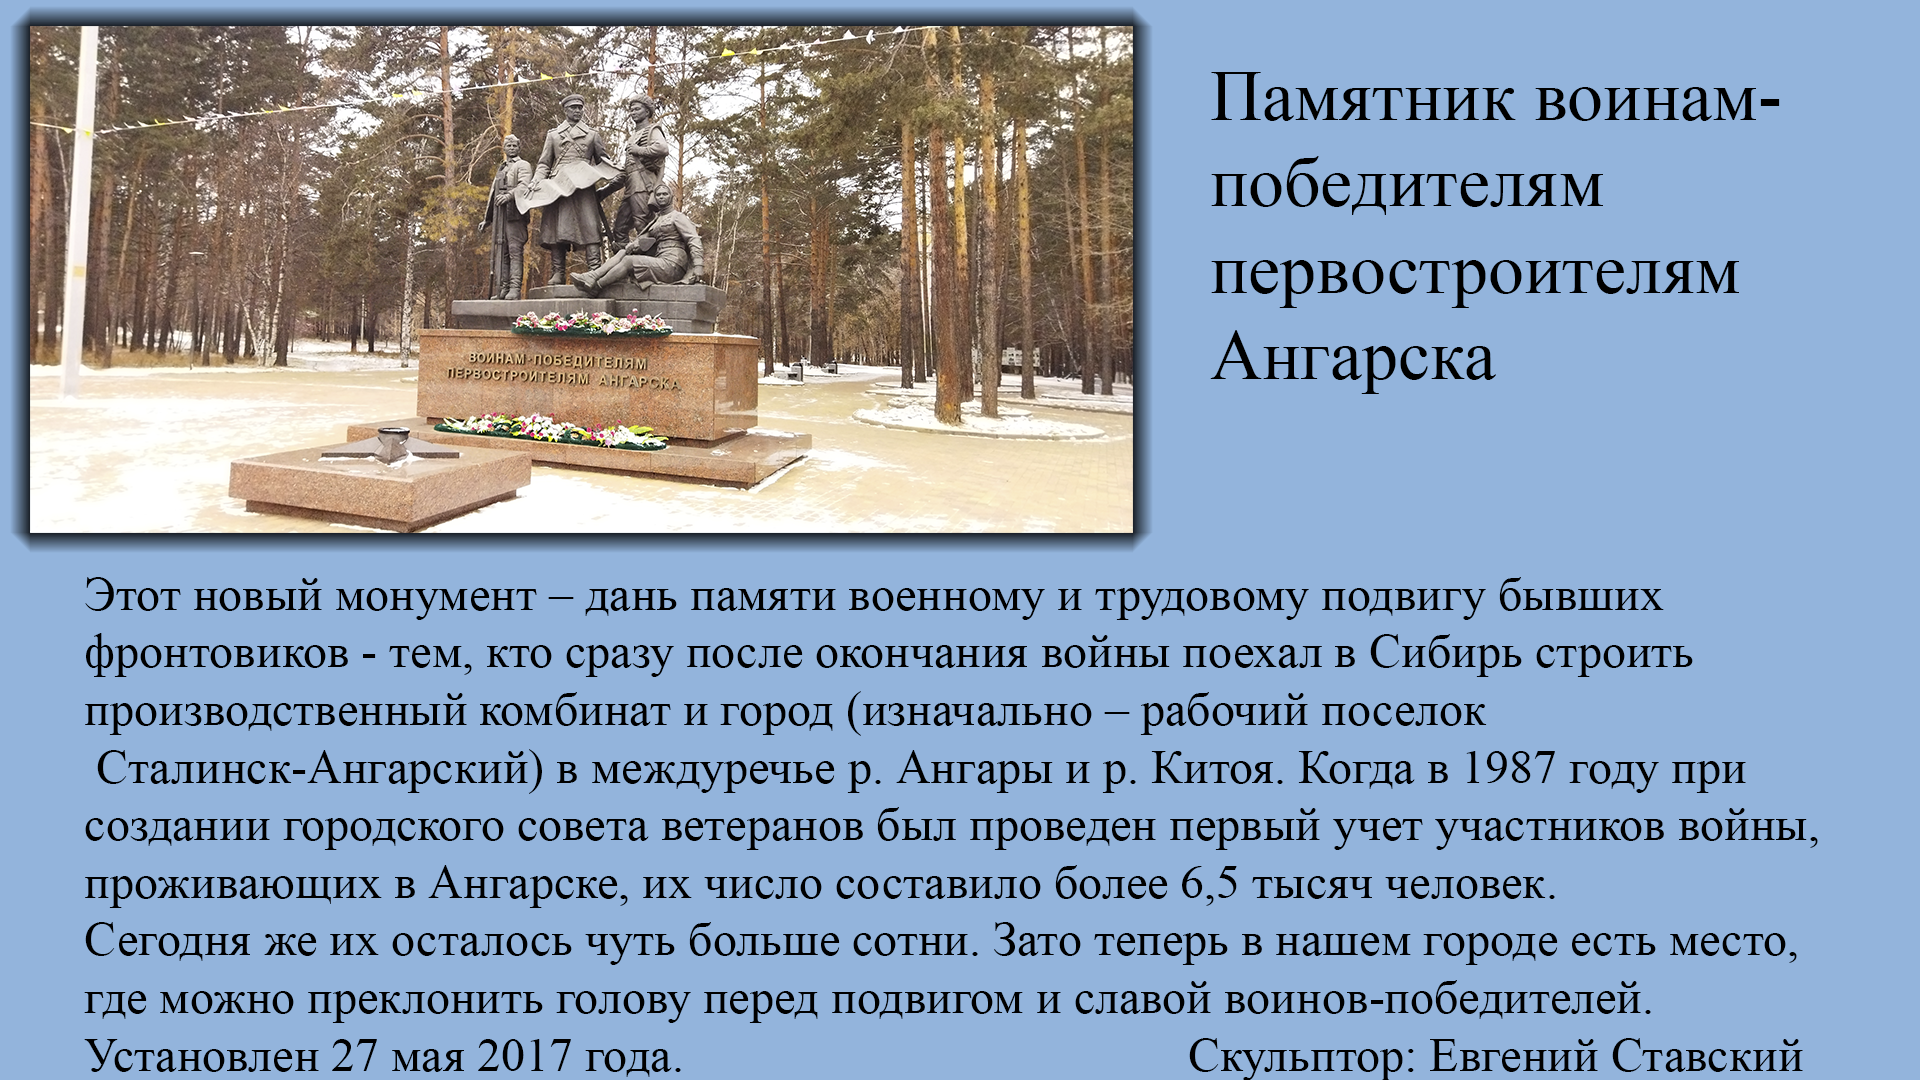 ВОИНАМ-ПОБЕДИТЕЛЯМ
ПЕРВОСТРОИТЕЛЯМ АНГАРСКА
Памятник воинам-
победителям
первостроителям
Ангарска
Этот новый монумент – дань памяти военному и трудовому подвигу бывших
фронтовиков - тем, кто сразу после окончания войны поехал в Сибирь строить
производственный комбинат и город (изначально – рабочий поселок
Сталинск-Ангарский) в междуречье р. Ангары и р. Китоя. Когда в 1987 году при
создании городского совета ветеранов был проведен первый учет участников войны,
проживающих в Ангарске, их число составило более 6,5 тысяч человек.
Сегодня же их осталось чуть больше сотни. Зато теперь в нашем городе есть место,
где можно преклонить голову перед подвигом и славой воинов-победителей.
Установлен 27 мая 2017 года. Скульптор: Евгений Ставский